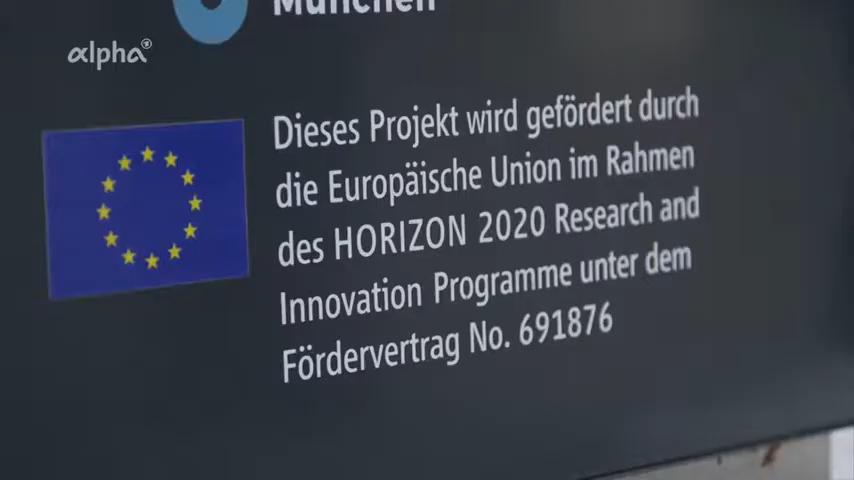 München
alpha
Dieses Projekt wird gefördert durch
die Europäische Union im Rahmen
des HORIZON 2020 Research and
Innovation Programme unter dem
Fördervertrag No. 691876